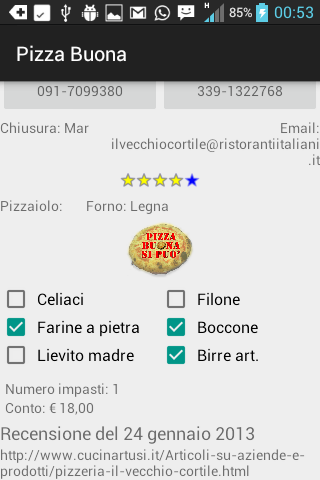 85% 00:53
Pizza Buona
091-7099380 339-1322768
Chiusura: Mar Email:
ilvecchiocortile@ristorantiitaliani
.it
Pizzaiolo: Forno: Legna
PIZZA
BUONA
SI PUO'
Celiaci Filone
Farine a pietra Boccone
Lievito madre Birre art.
Numero impasti: 1
Conto: € 18,00
Recensione del 24 gennaio 2013
http://www.cucinartusi.it/Articoli-su-aziende-e-
prodotti/pizzeria-il-vecchio-cortile.html